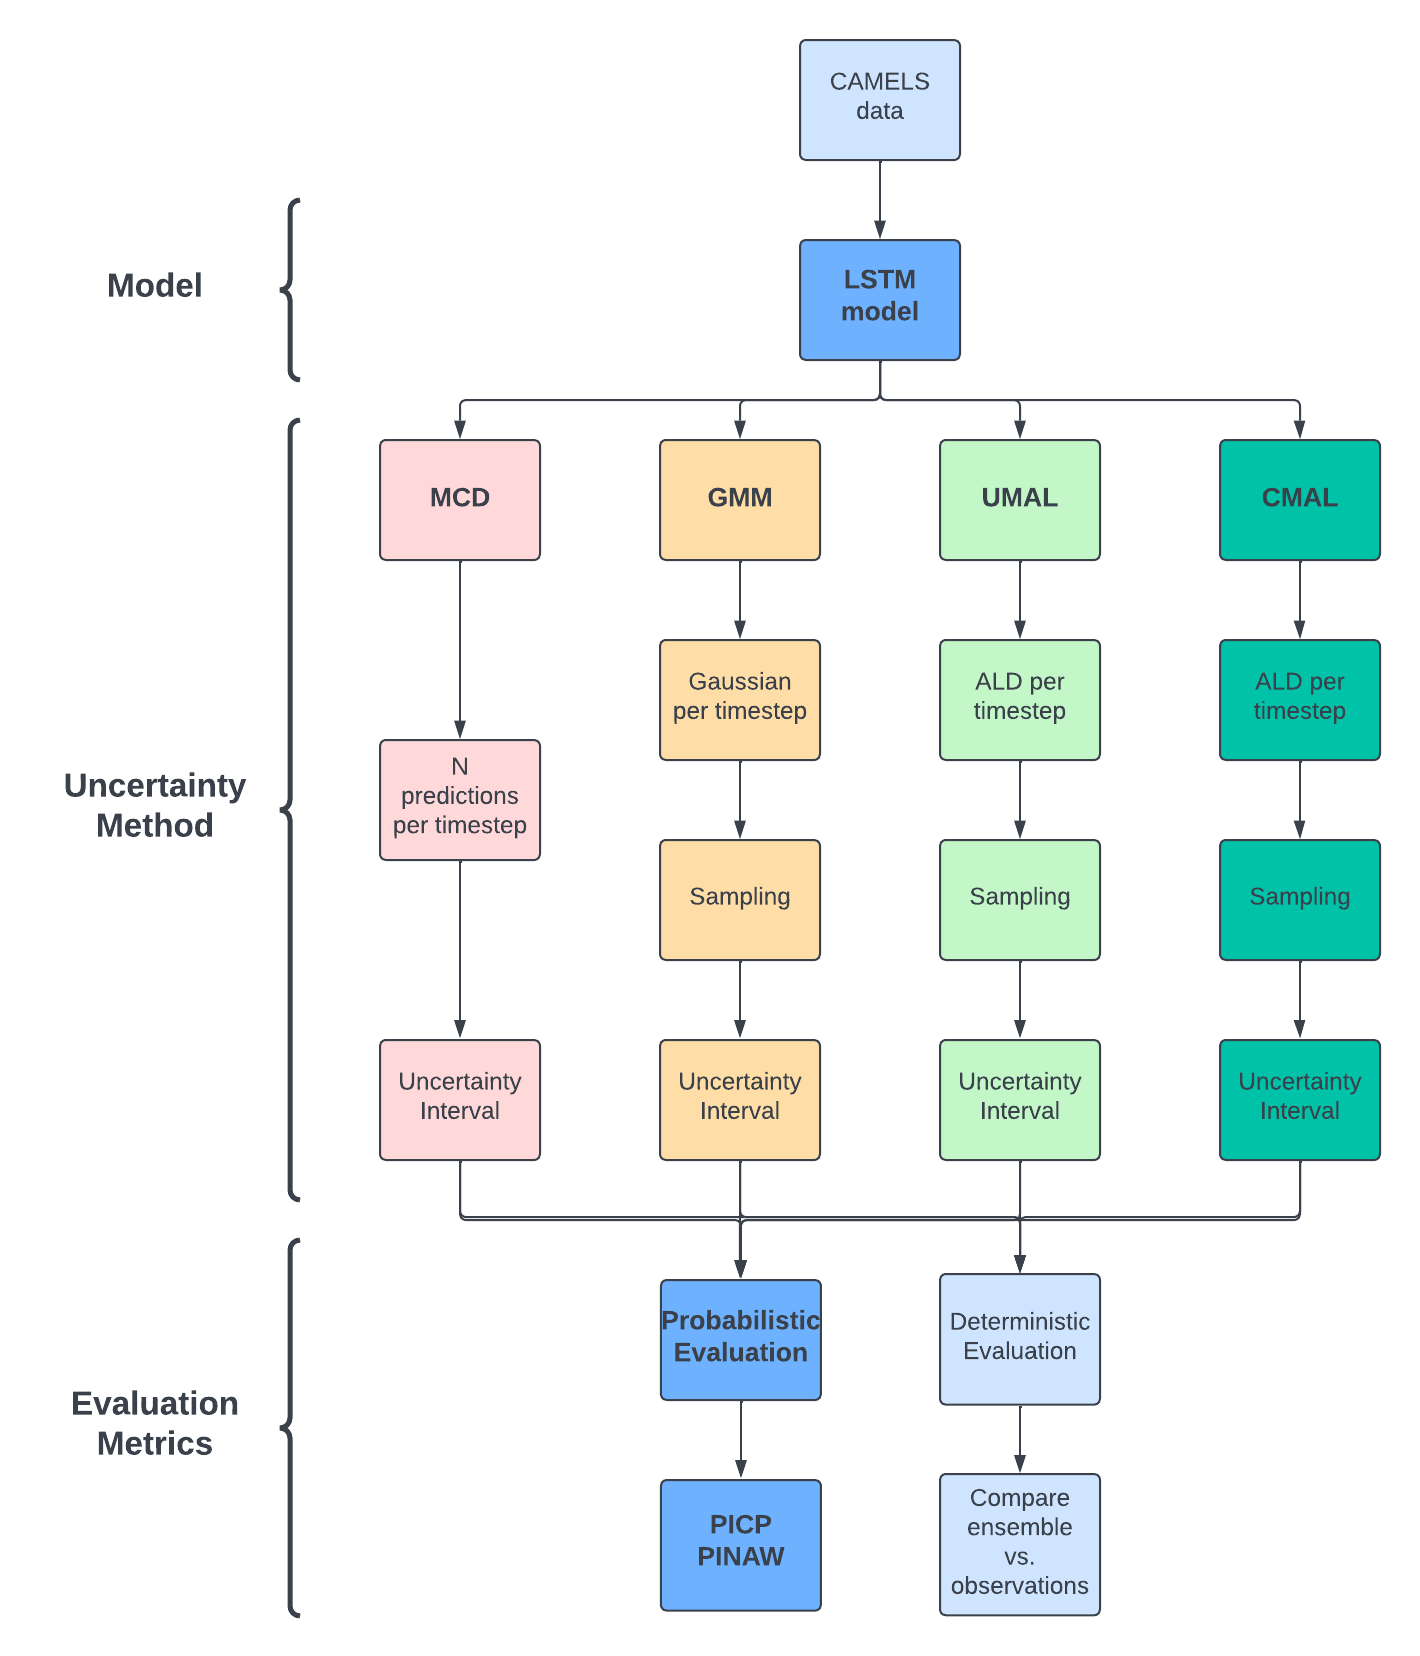 CAMELS
data
Model
LSTM
model
MCD
GMM
UMAL
CMAL
Uncertainty
Method
N
predictions
per timestep
Gaussian
per timestep
ALD per
timestep
ALD per
timestep
Sampling
Sampling
Sampling
Uncertainty
Interval
Uncertainty
Interval
Uncertainty
Interval
Uncertainty
Interval
Evaluation
Metrics
Probabilistic
Evaluation
Deterministic
Evaluation
PICP
PINAW
Compare
ensemble
vs.
observations